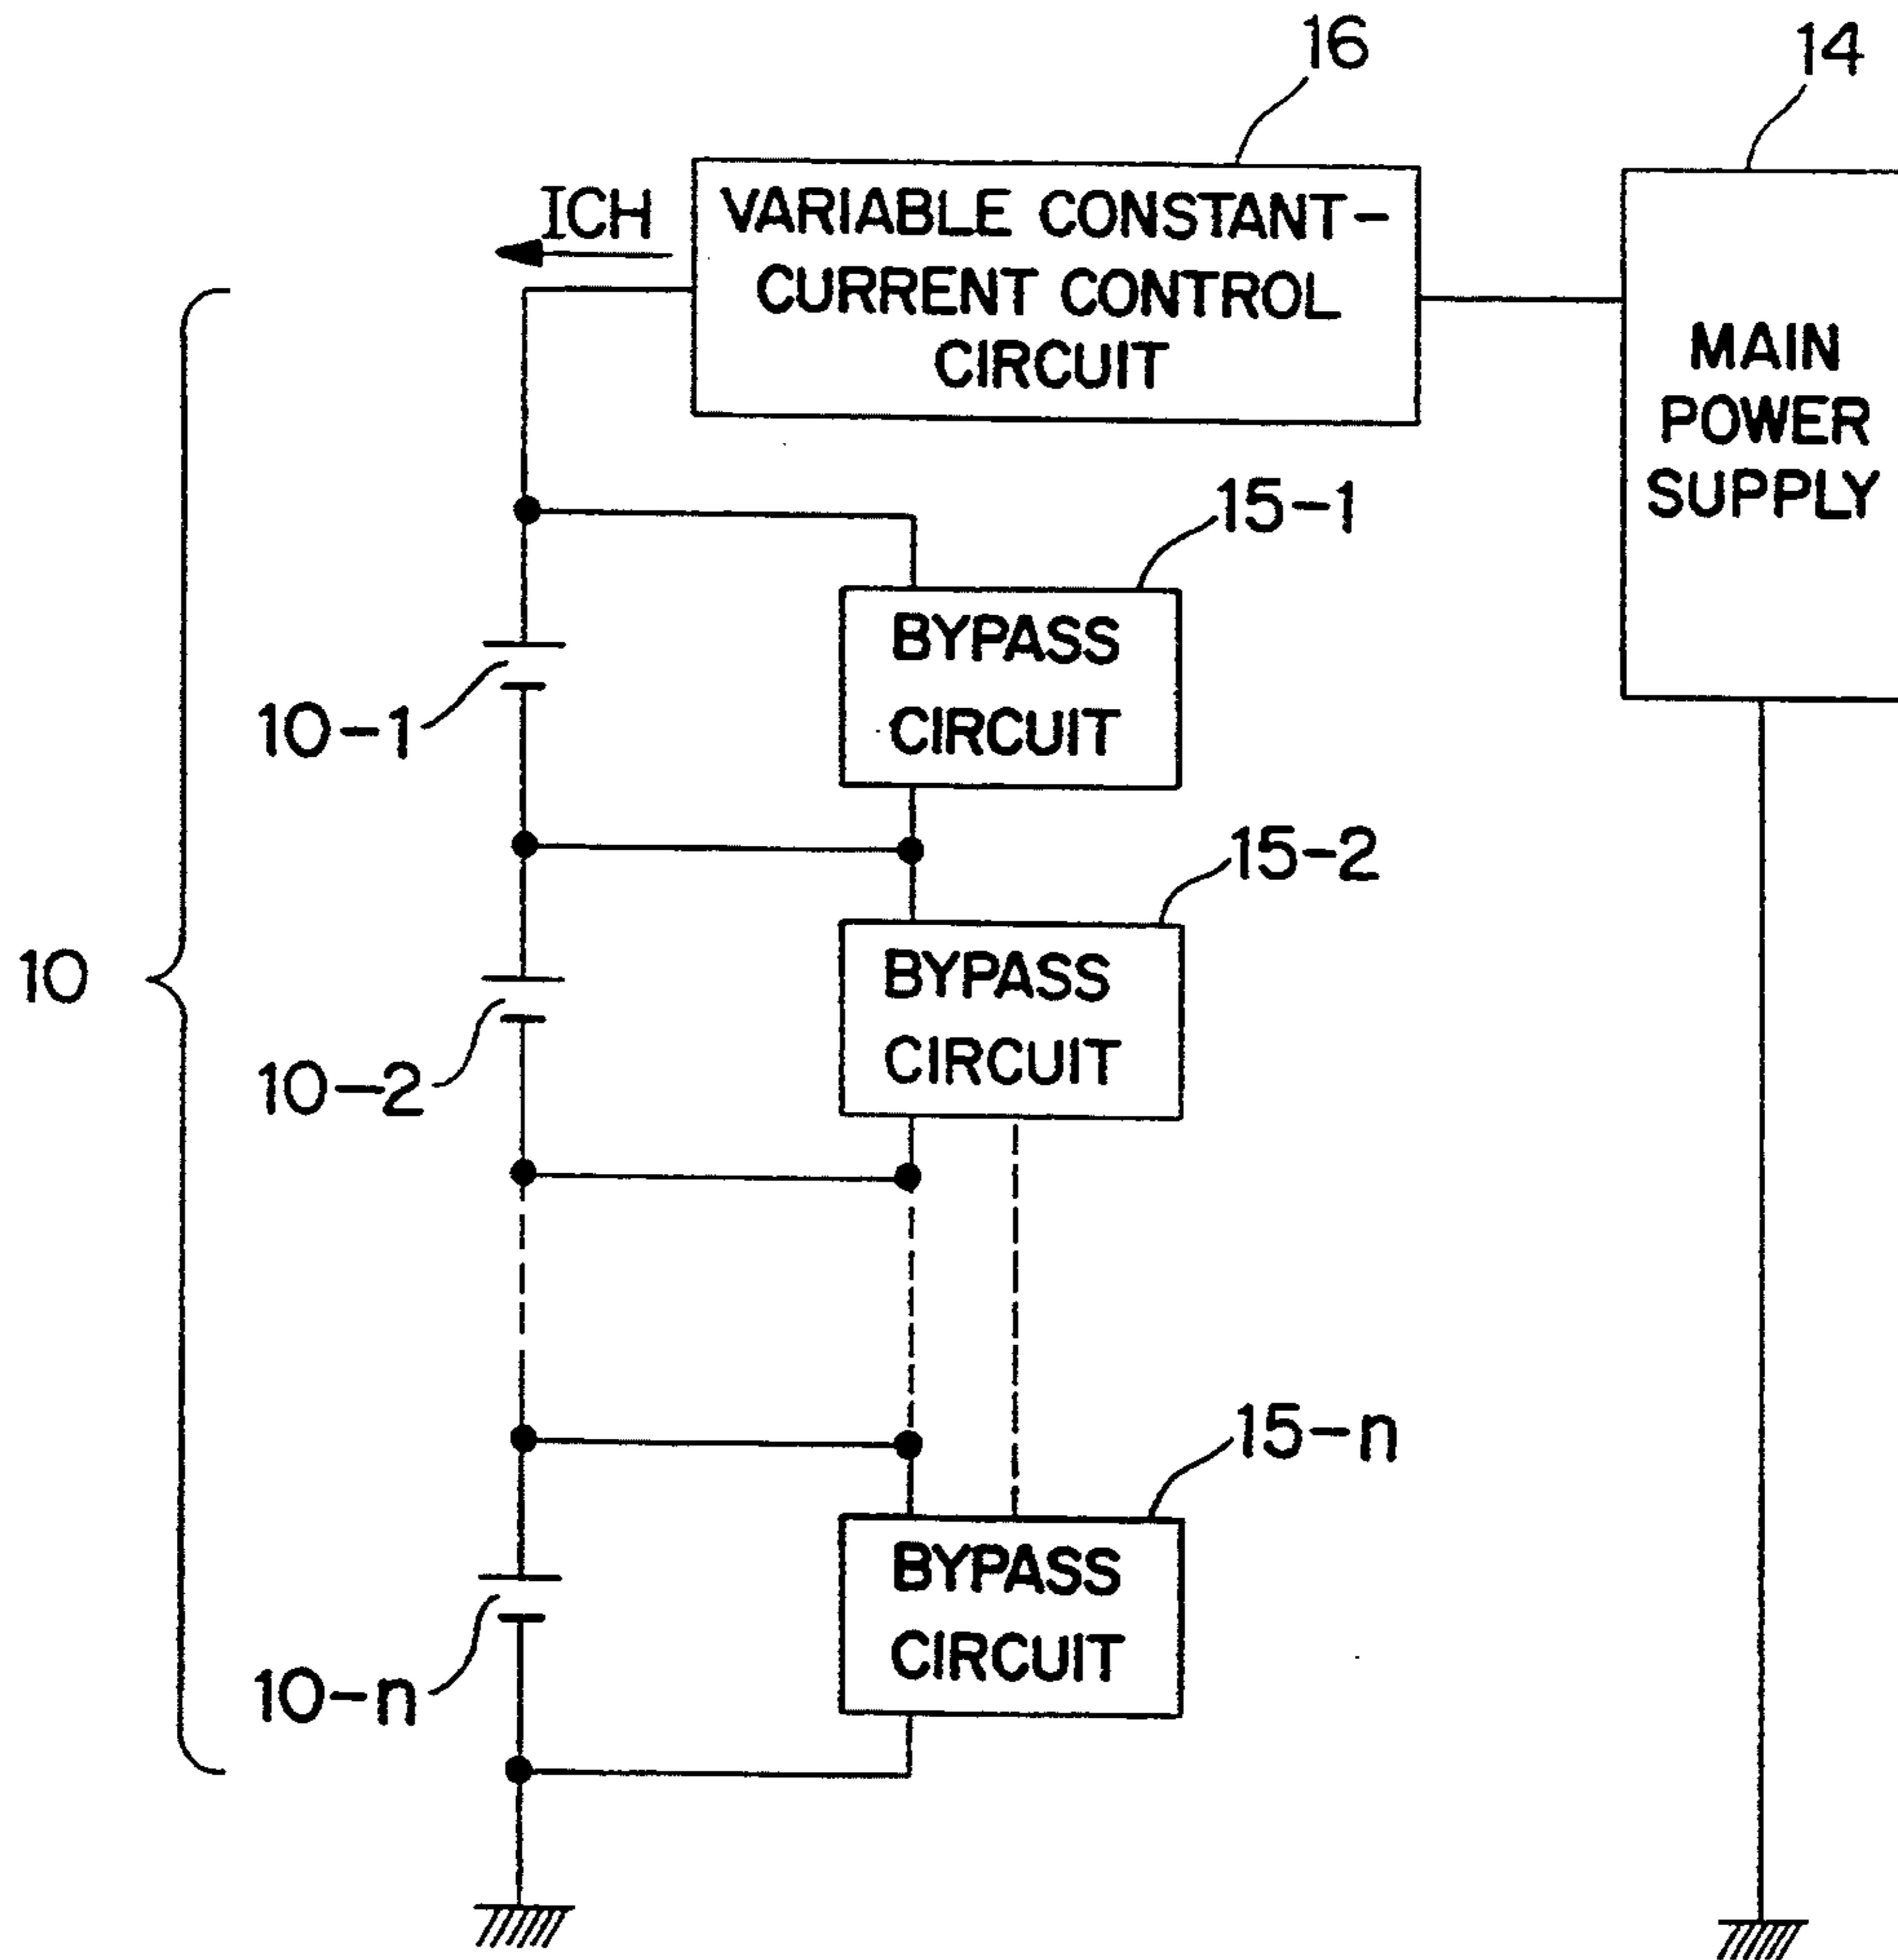 16
14
ICH
VARIABLE CONSTANT-
CURRENT CONTROL
CIRCUIT
MAIN
POWER
SUPPLY
15-1
BYPASS
CIRCUIT
10-1
15-2
BYPASS
CIRCUIT
10
10-2
15-n
BYPASS
CIRCUIT
10-n